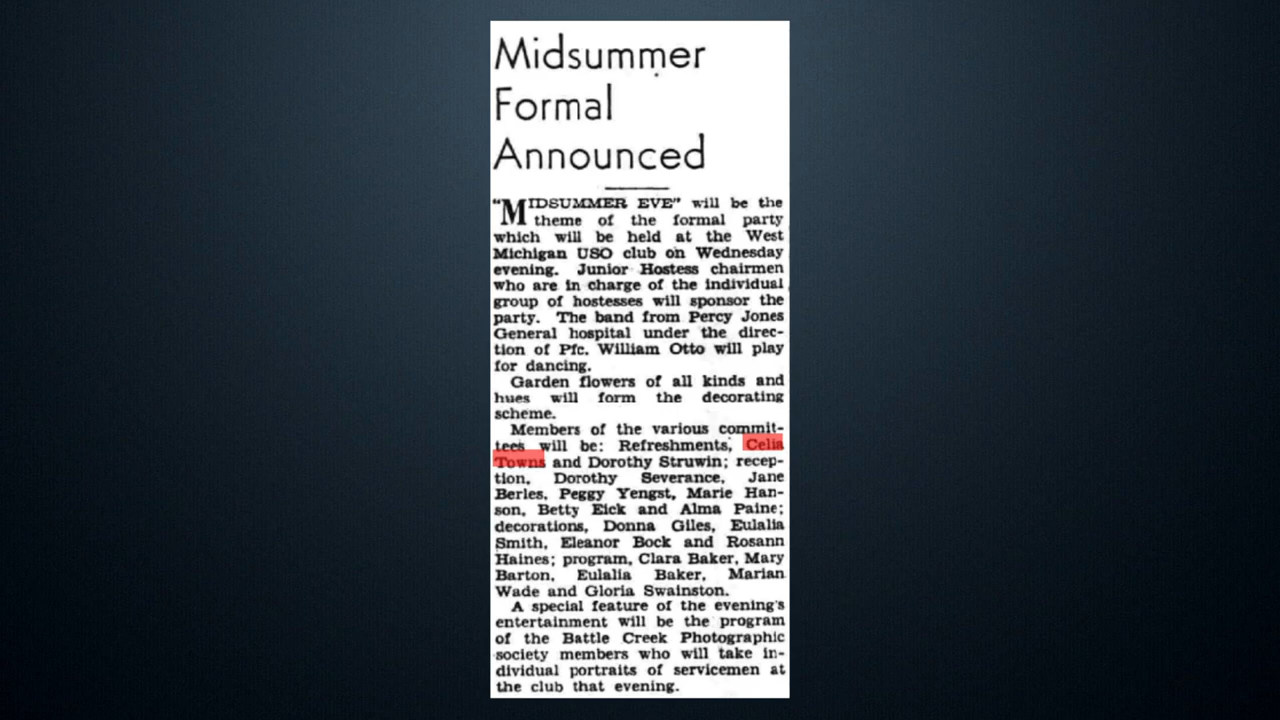 Midsummer
Formal
Announced
"MIDSUMMER EVE" will be the
theme of the formal party
which will be held at the West
Michigan USO club on Wednesday
evening. Junior Hostess chairmen
who are in charge of the individual
group of hostesses will sponsor the
party. The band from Percy Jones
General hospital under the direc-
tion of Pfc. William Otto will play
for dancing.
Garden flowers of all kinds and
hues will form the decorating
scheme.
Members of the various commit-
tees will be: Refreshments, Celia
Towns and Dorothy Struwin; recep-
tion, Dorothy Severance, Jane
Berles, Peggy Yengst, Marie Han-
son, Betty Eick and Alma Paine;
decorations, Donna Giles, Eulalia
Smith, Eleanor Bock and Rosann
Haines; program, Clara Baker, Mary
Barton, Eulalia Baker, Marian
Wade and Gloria Swainston.
A special feature of the evening's
entertainment will be the program
of the Battle Creek Photographic
society members who will take in-
dividual portraits of servicemen at
the club that evening.